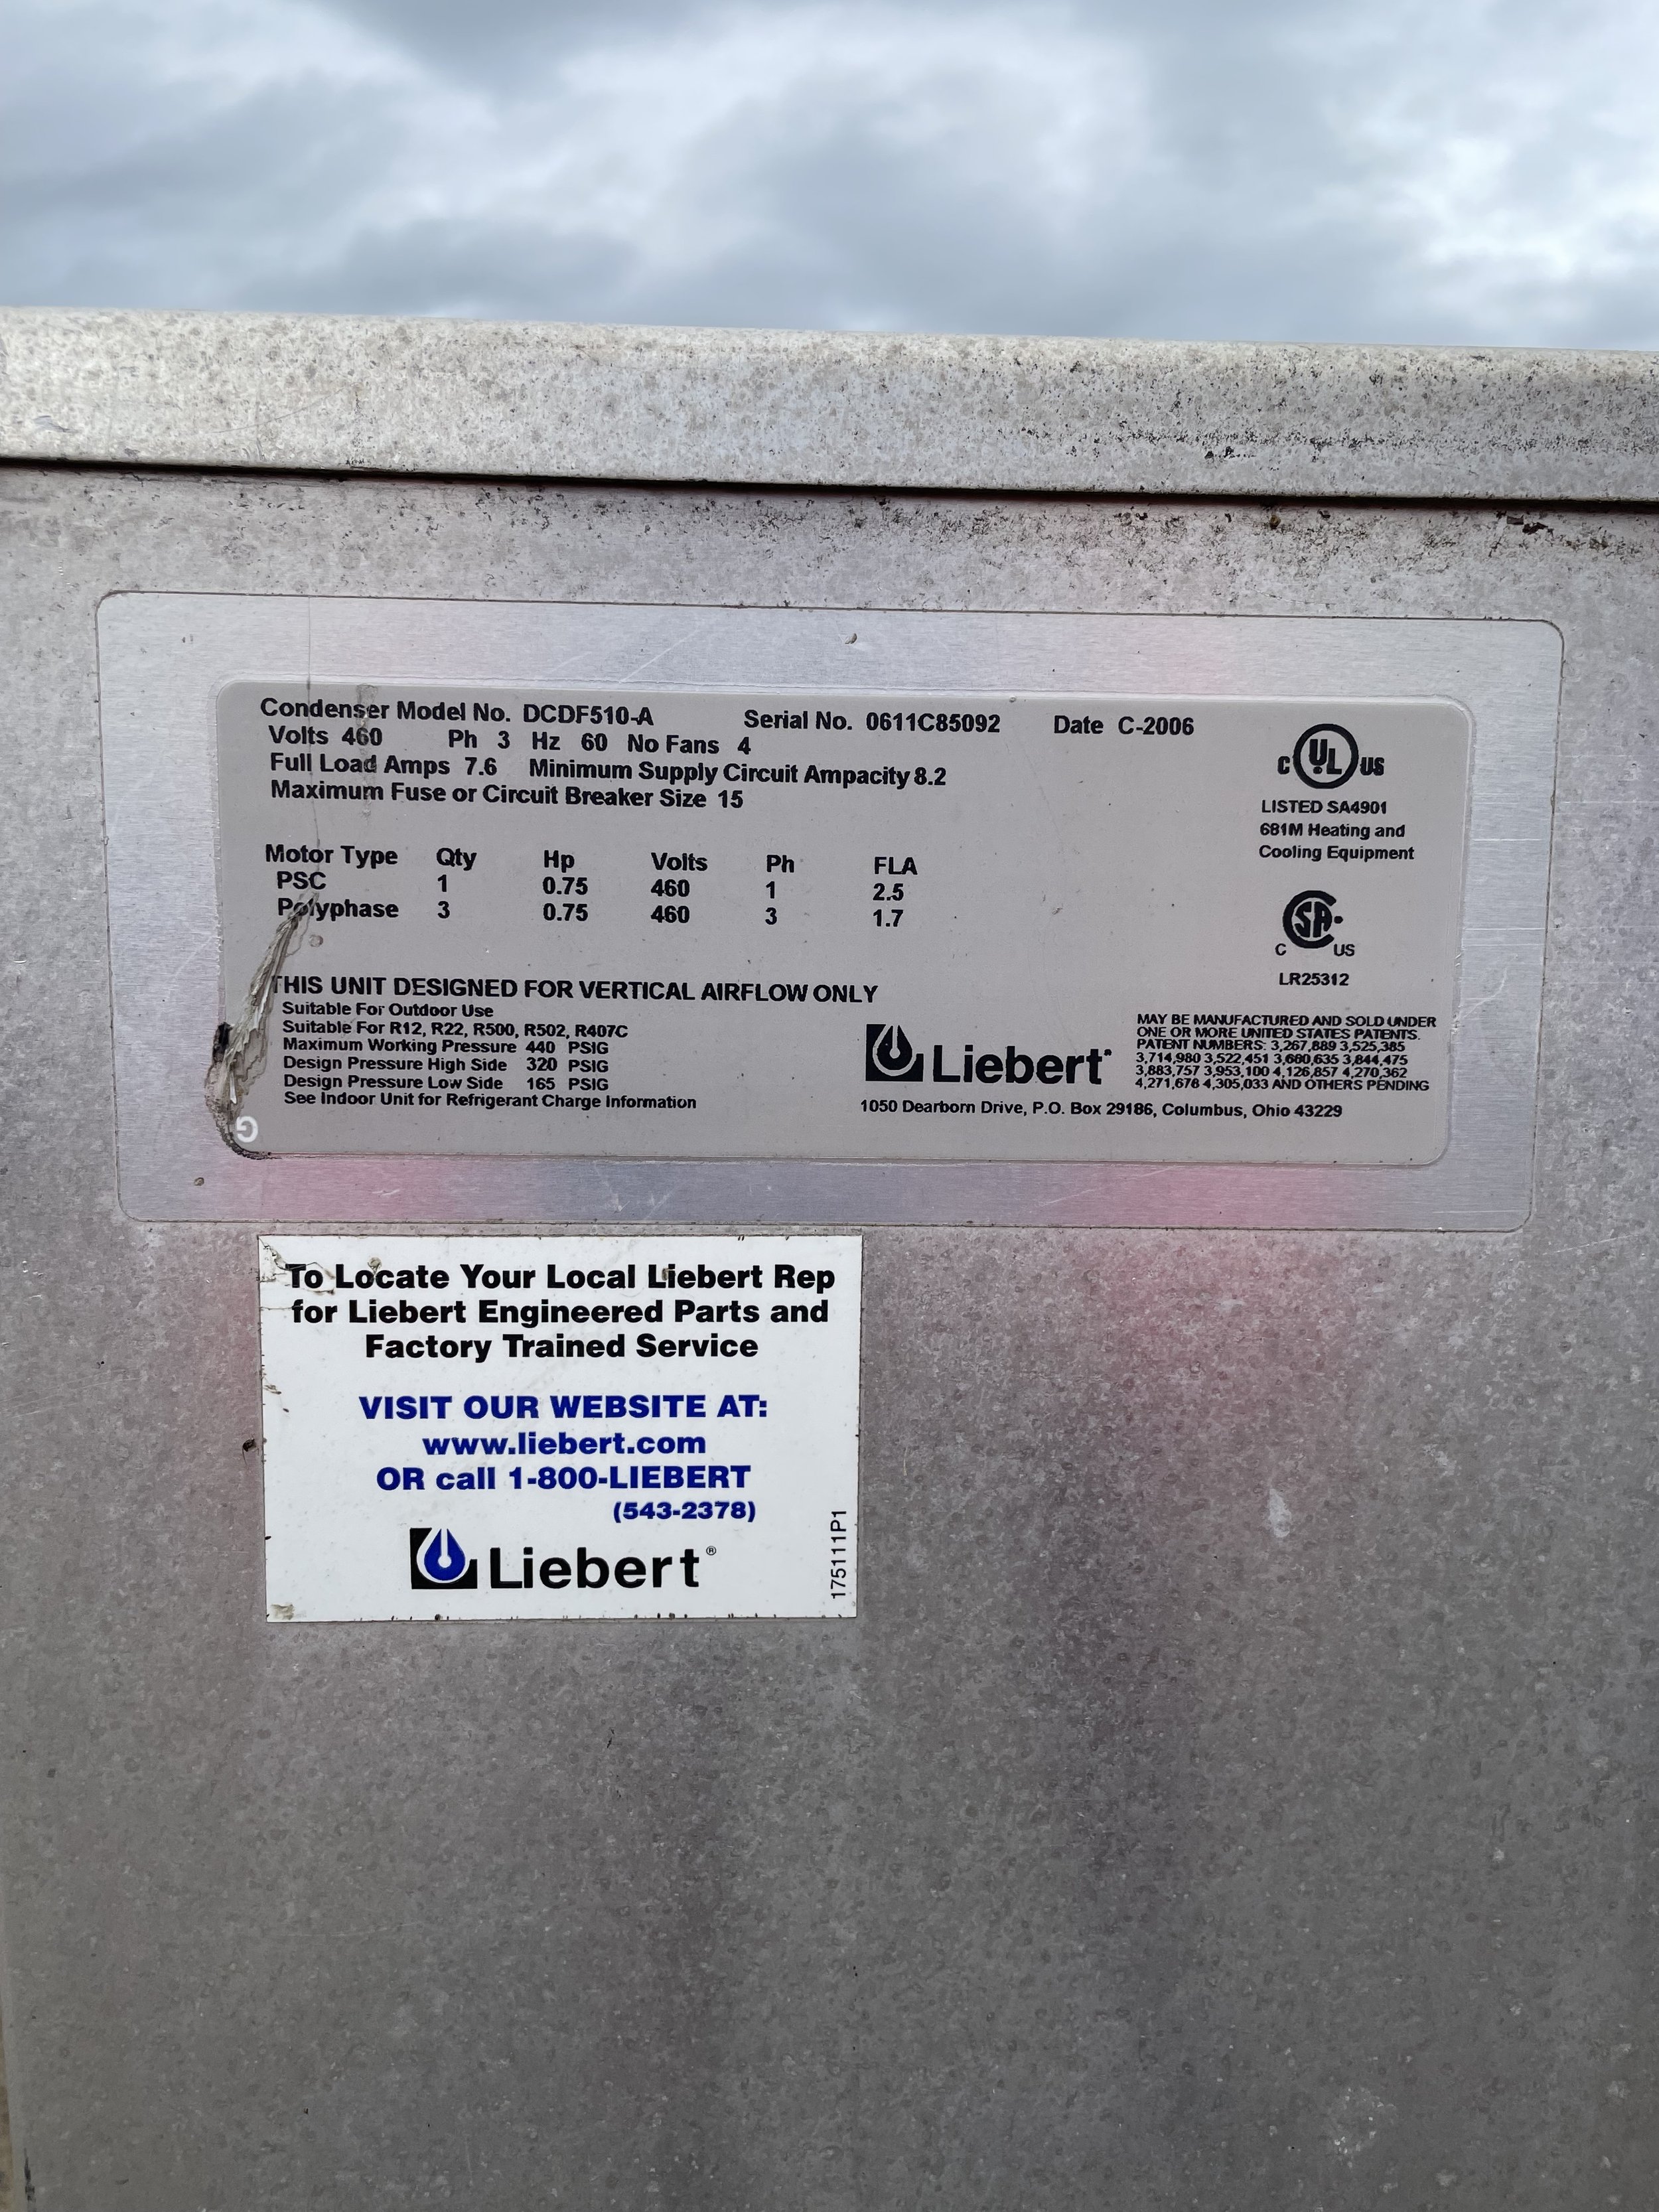 Condenser Model No. DCDF510-A Serial No. 0611C85092 Date C-2006
Volts 460 Ph 3 Hz 60 No Fans 4
Full Load Amps 7.6 Minimum Supply Circuit Ampacity 8.2
Maximum Fuse or Circuit Breaker Size 15
Motor Type Qty Hp Volts Ph FLA
PSC 1 0.75 460 1 2.5
Polyphase 3 0.75 460 3 1.7
C UL US
LISTED SA4901
681M Heating and
Cooling Equipment
C SA US
LR25312
THIS UNIT DESIGNED FOR VERTICAL AIRFLOW ONLY
Suitable For Outdoor Use
Suitable For R12, R22, R500, R502, R407C
Maximum Working Pressure 440 PSIG
Design Pressure High Side 320 PSIG
Design Pressure Low Side 165 PSIG
See Indoor Unit for Refrigerant Charge Information
G
Liebert
MAY BE MANUFACTURED AND SOLD UNDER
ONE OR MORE UNITED STATES PATENTS.
PATENT NUMBERS: 3,267,889 3,525,385
3,714,980 3,522,451 3,660,635 3,844,475
3,883,757 3,953,100 4,126,857 4,270,362
4,271,678 4,305,033 AND OTHERS PENDING
1050 Dearborn Drive, P.O. Box 29186, Columbus, Ohio 43229
To Locate Your Local Liebert Rep
for Liebert Engineered Parts and
Factory Trained Service
VISIT OUR WEBSITE AT:
www.liebert.com
OR call 1-800-LIEBERT
(543-2378)
Liebert®
175111P1